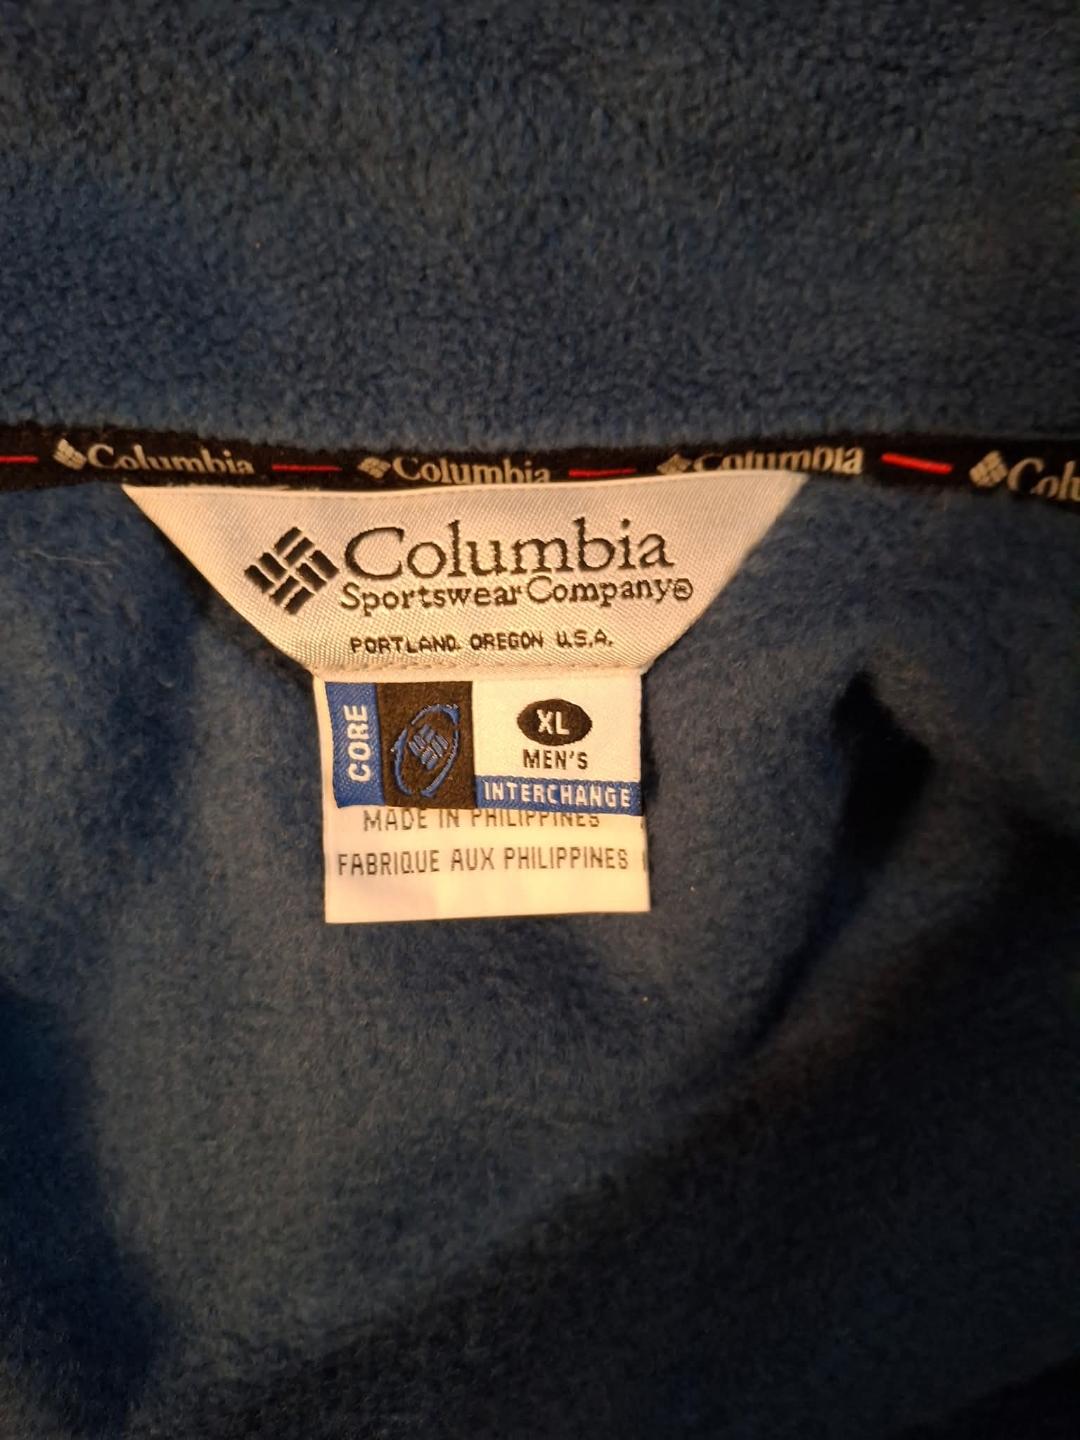 Columbia Columbia Columbia Colu
Columbia
Sportswear Company®
PORTLAND. OREGON U.S.A.
CORE
XL
MEN'S
INTERCHANGE
MADE IN PHILIPPINES
FABRIQUE AUX PHILIPPINES